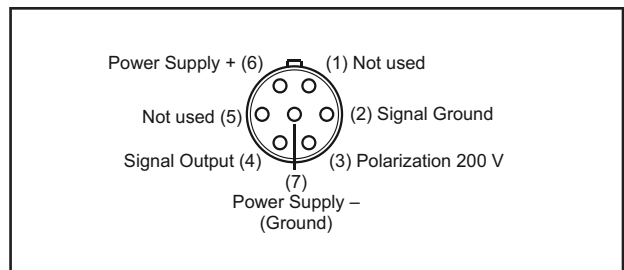 Power Supply + (6) (1) Not used
Not used (5) (2) Signal Ground
Signal Output (4) (3) Polarization 200 V
(7)
Power Supply –
(Ground)